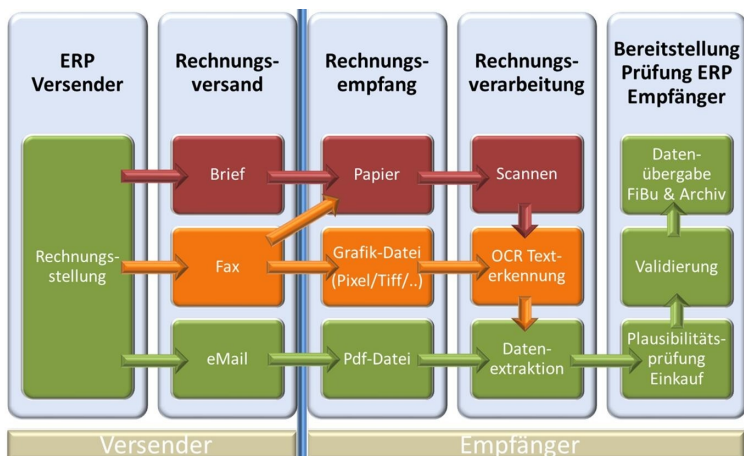 ERP
Versender
Rechnungs-
versand
Rechnungs-
empfang
Rechnungs-
verarbeitung
Bereitstellung
Prüfung ERP
Empfänger
Rechnungs-
stellung
Brief
Papier
Scannen
Daten-
übergabe
FiBu & Archiv
Fax
Grafik-Datei
(Pixel/Tiff/..)
OCR Text-
erkennung
Validierung
eMail
Pdf-Datei
Daten-
extraktion
Plausibilitäts-
prüfung
Einkauf
Versender
Empfänger